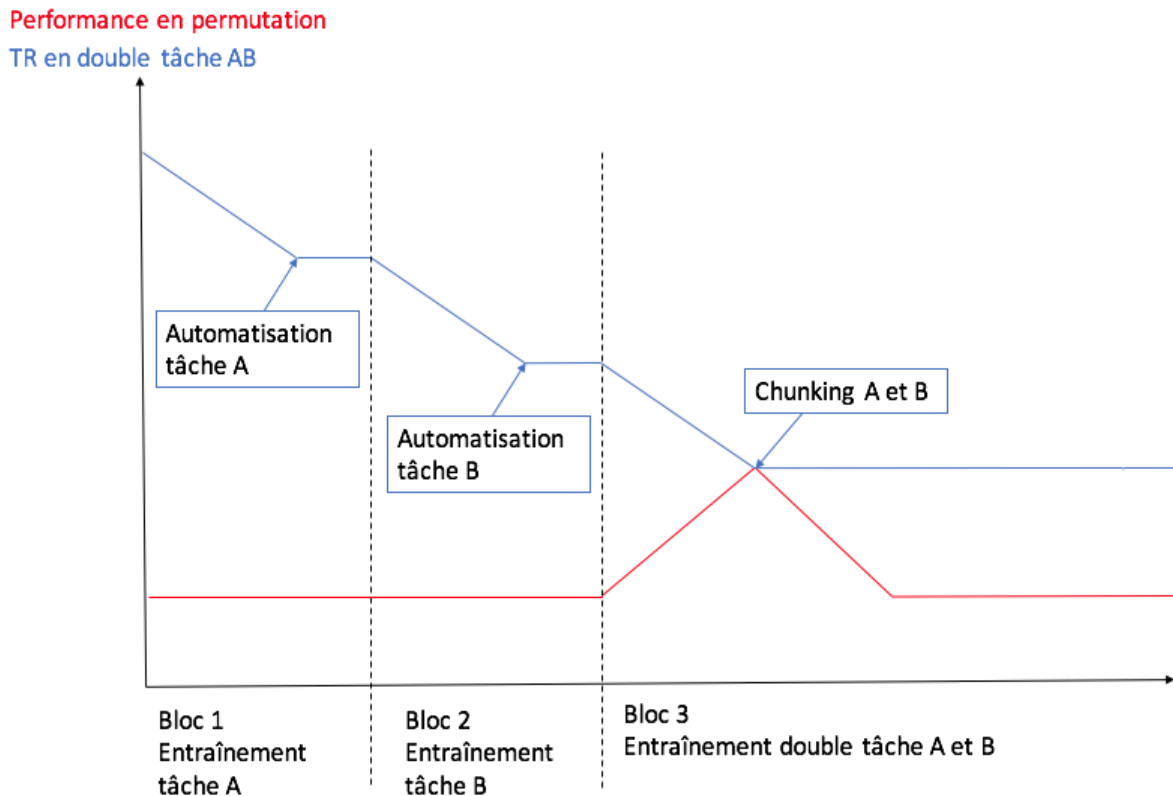 Performance en permutation
TR en double tâche AB
Automatisation
tâche A
Automatisation
tâche B
Chunking A et B
Bloc 1
Entraînement
tâche A
Bloc 2
Entraînement
tâche B
Bloc 3
Entraînement double tâche A et B